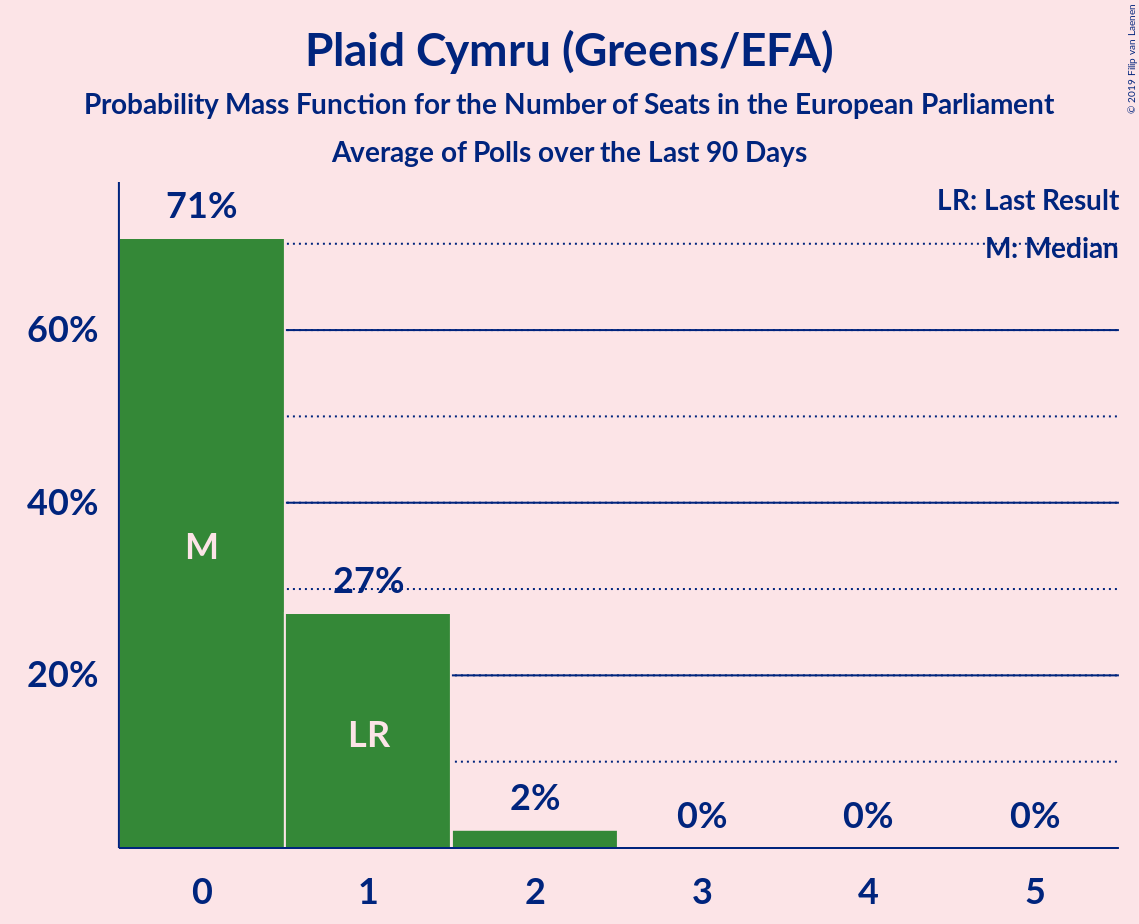 Plaid Cymru (Greens/EFA)
Probability Mass Function for the Number of Seats in the European Parliament
Average of Polls over the Last 90 Days
© 2019 Filip van Laenen
LR: Last Result
M: Median
71%
60%
40%
20%
M
27%
LR
2%
0%
0%
0%
0
1
2
3
4
5